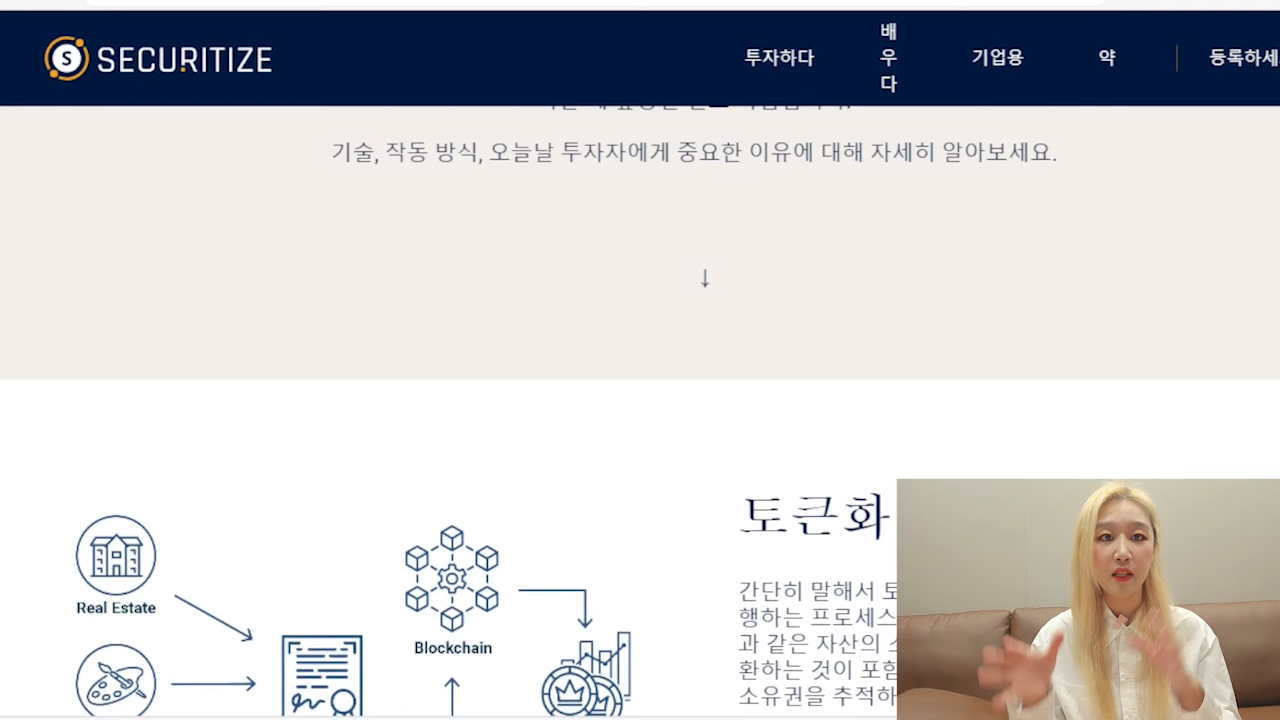 SECURITIZE
투자하다
배우다
기업용
약
등록하세
기술, 작동 방식, 오늘날 투자자에게 중요한 이유에 대해 자세히 알아보세요.
↓
토큰화
Real Estate
Blockchain
간단히 말해서 토
행하는 프로세스
과 같은 자산의
환하는 것이 포함
소유권을 추적하